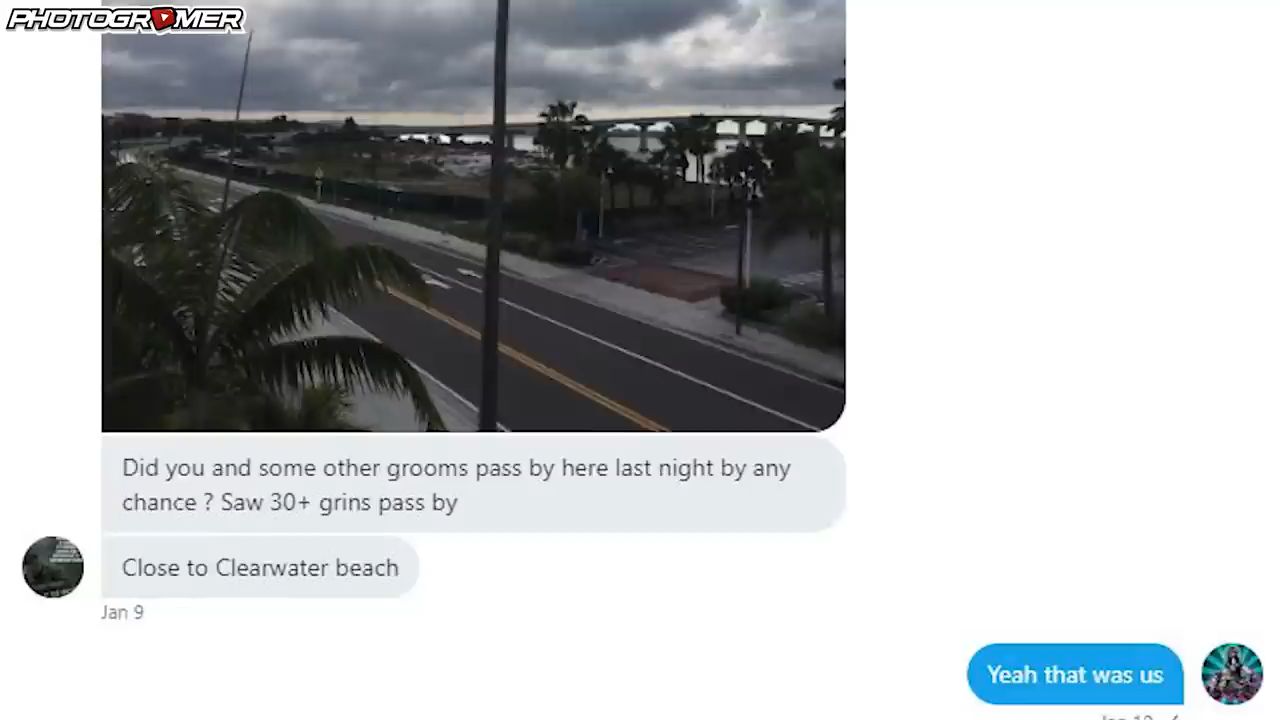 PHOTOGROMER
Did you and some other grooms pass by here last night by any
chance ? Saw 30+ grins pass by
Close to Clearwater beach
Jan 9
Yeah that was us